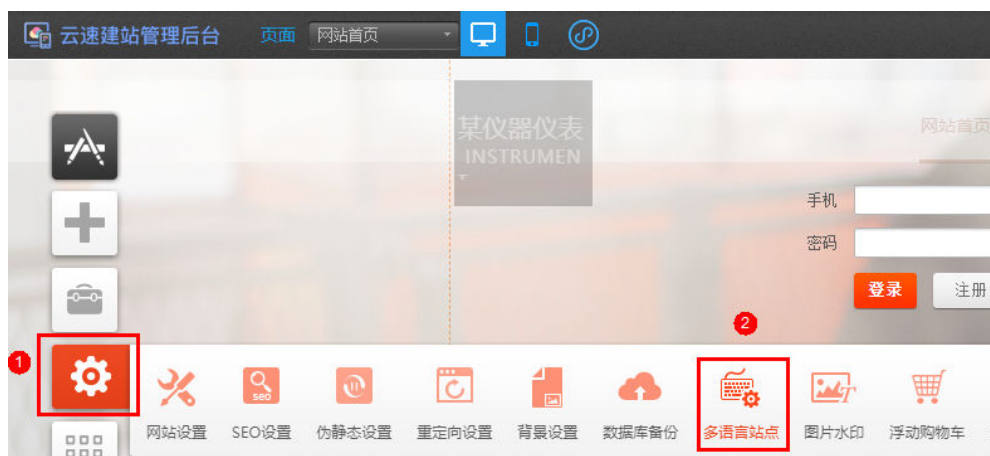 云速建站管理后台 页面 网站首页
某仪器仪表
INSTRUMEN
网站首页
手机
密码
登录 注册
2
1
seo
网站设置 SEO设置 伪静态设置 重定向设置 背景设置 数据库备份 多语言站点 图片水印 浮动购物车